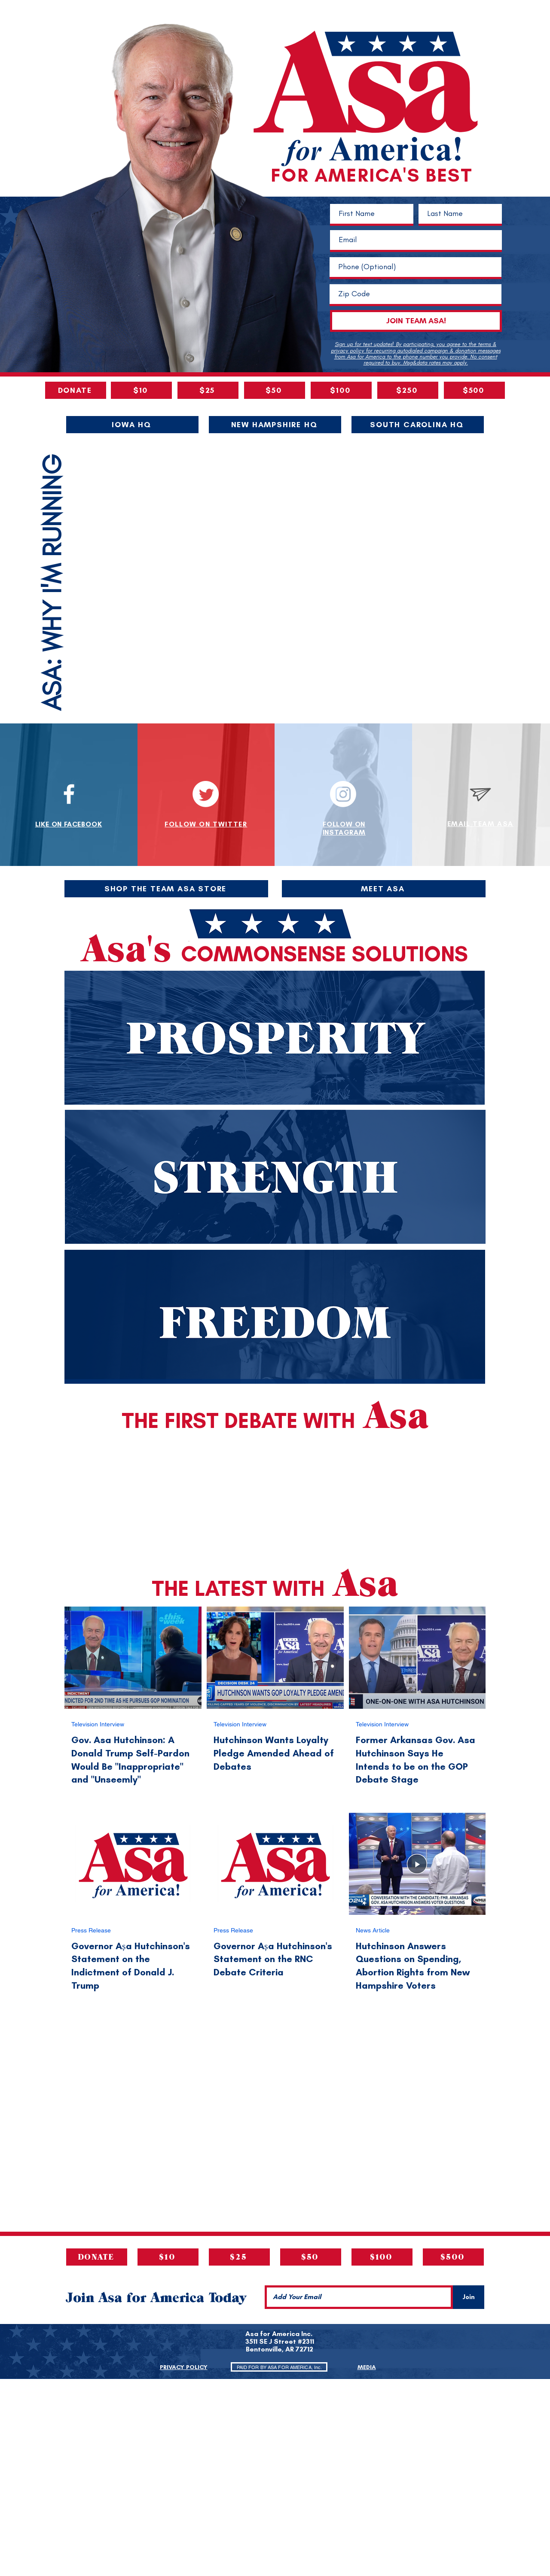 Asa
for America!
FOR AMERICA'S BEST
First Name
Last Name
Email
Phone (Optional)
Zip Code
JOIN TEAM ASA!
Sign up for text updated! By participating, you agree to the terms &
privacy policy for recurring autodialed campaign & donation messages
from Asa for America to the phone number you provide. No consent
required to buy. Msg&data rates may apply.
DONATE
$10
$25
$50
$100
$250
$500
IOWA HQ
NEW HAMPSHIRE HQ
SOUTH CAROLINA HQ
ASA: WHY I'M RUNNING
LIKE ON FACEBOOK
FOLLOW ON TWITTER
FOLLOW ON
INSTAGRAM
EMAIL TEAM ASA
SHOP THE TEAM ASA STORE
MEET ASA
Asa's COMMONSENSE SOLUTIONS
PROSPERITY
STRENGTH
FREEDOM
THE FIRST DEBATE WITH Asa
THE LATEST WITH Asa
this week
NDICTED FOR 2ND TIME AS HE PURSUES GOP NOMINATION
Television Interview
Gov. Asa Hutchinson: A
Donald Trump Self-Pardon
Would Be "Inappropriate"
and "Unseemly"
HUTCHINSON WANTS GOP LOYALTY PLEDGE AMEN
Television Interview
Hutchinson Wants Loyalty
Pledge Amended Ahead of
Debates
ONE-ON-ONE WITH ASA HUTCHINSON
Television Interview
Former Arkansas Gov. Asa
Hutchinson Says He
Intends to be on the GOP
Debate Stage
Asa
for America!
Press Release
Governor Asa Hutchinson's
Statement on the
Indictment of Donald J.
Trump
Asa
for America!
Press Release
Governor Asa Hutchinson's
Statement on the RNC
Debate Criteria
CONVERSATION WITH THE CANDIDATE: FMR. ARKANSAS
GOV. ASA HUTCHINSON ANSWERS VOTER QUESTIONS
News Article
Hutchinson Answers
Questions on Spending,
Abortion Rights from New
Hampshire Voters
DONATE
$10
$25
$50
$100
$500
Join Asa for America Today
Add Your Email
Join
Asa for America Inc.
3511 SE J Street #2311
Bentonville, AR 72712
PRIVACY POLICY
PAID FOR BY ASA FOR AMERICA, Inc.
MEDIA